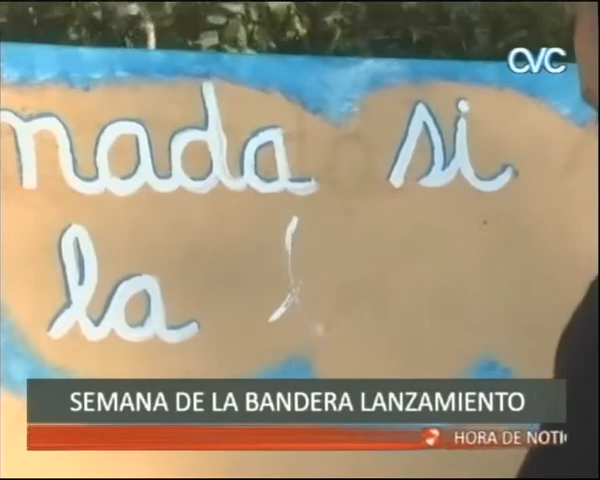 CVC
nada si
la
SEMANA DE LA BANDERA LANZAMIENTO
HORA DE NOTI